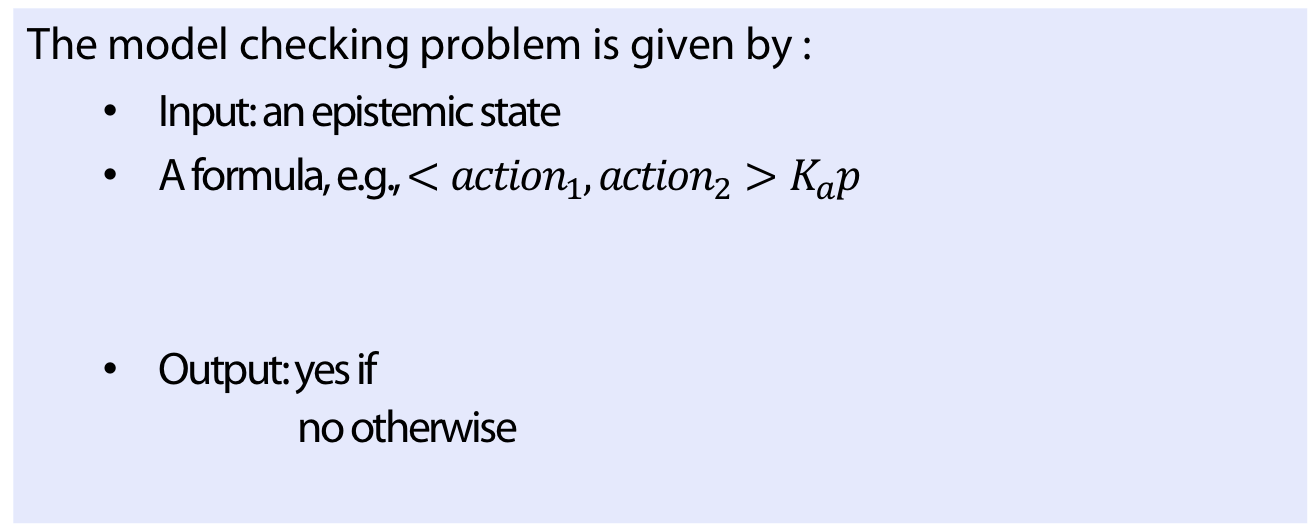 The model checking problem is given by :
• Input: an epistemic state
• A formula, e.g., < action₁, action₂ > Kₐp
• Output: yes if
no otherwise